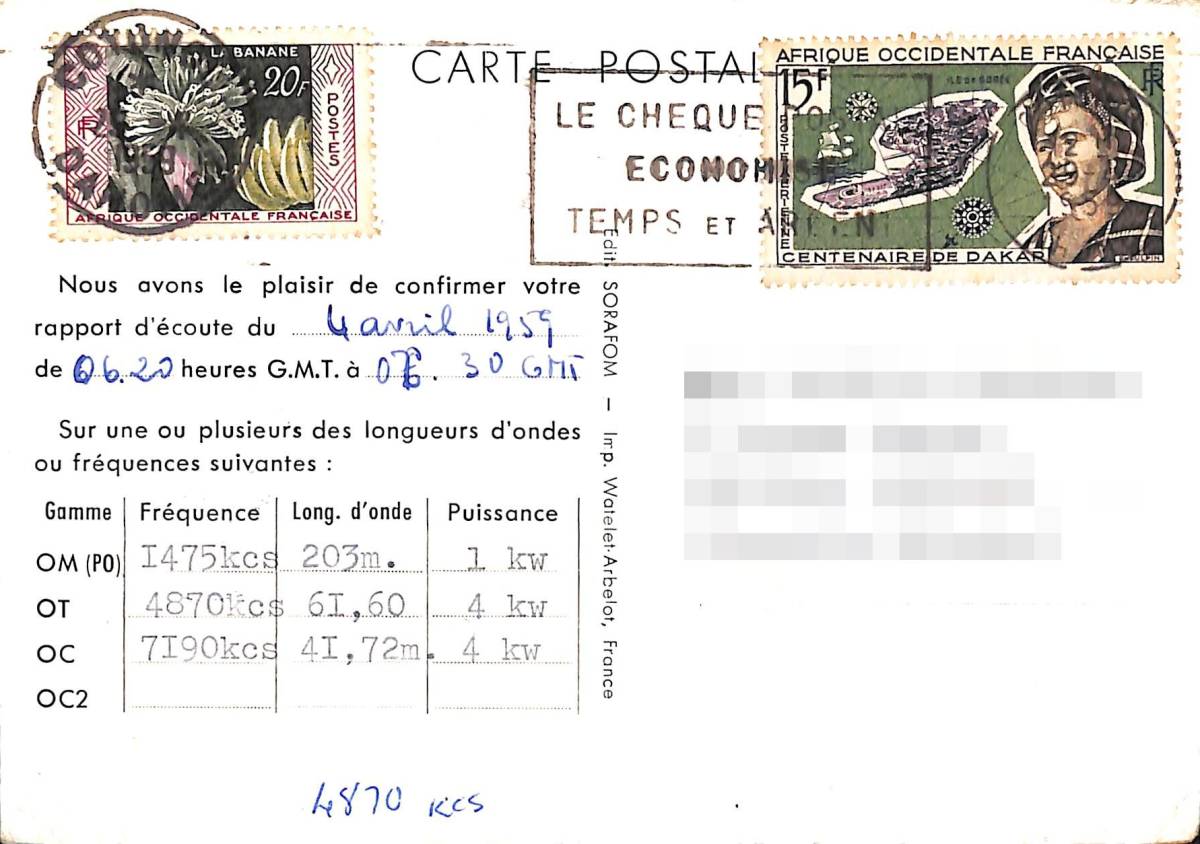 LA BANANE
20F
POSTES
RF
AFRIQUE OCCIDENTALE FRANÇAISE
1959
CARTE POSTAL
LE CHEQUE
ECONOMISE
TEMPS ET ARGENT
AFRIQUE OCCIDENTALE FRANÇAISE
15F
RF
POSTE AERIENNE
CENTENAIRE DE DAKAR
Nous avons le plaisir de confirmer votre
rapport d'écoute du 4 avril 1959
de 06.20 heures G.M.T. à 30 GMT
Sur une ou plusieurs des longueurs d'ondes
ou fréquences suivantes :
Gamme Fréquence Long. d'onde Puissance
OM (PO) I475kcs 203m. 1 kw
OT 4870kcs 6I,60 4 kw
OC 7I90kcs 4I,72m. 4 kw
OC2
4870 KCS
Edit. SORAFOM — Imp. Watelet-Arbelot, France